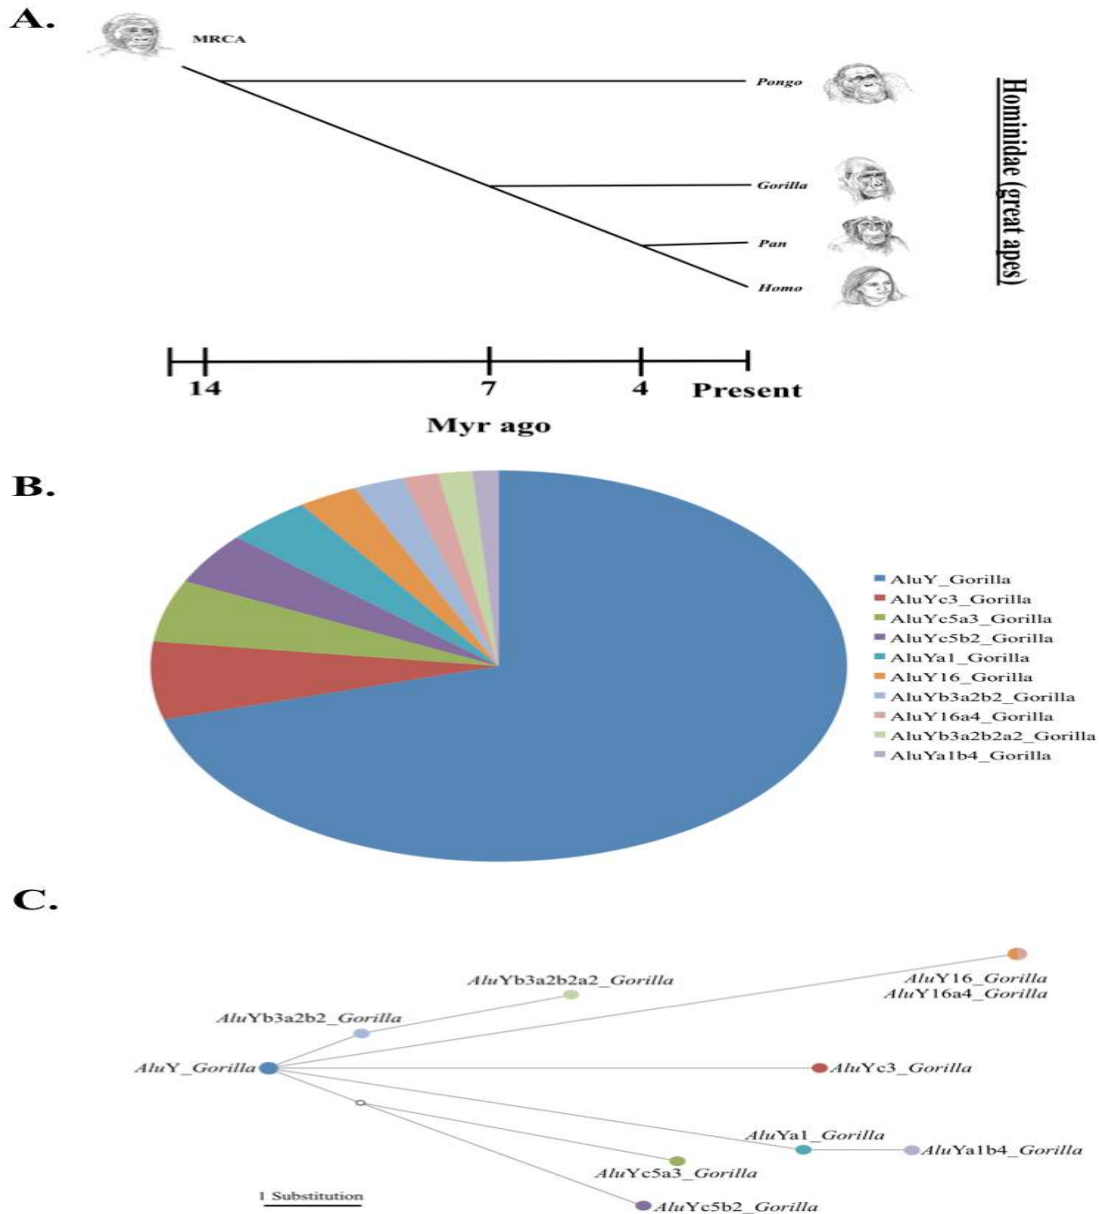 A.
MRCA
Pongo
Gorilla
Pan
Homo
Hominidae (great apes)
14 7 4 Present
Myr ago
B.
AluY_Gorilla
AluYc3_Gorilla
AluYc5a3_Gorilla
AluYc5b2_Gorilla
AluYa1_Gorilla
AluY16_Gorilla
AluYb3a2b2_Gorilla
AluY16a4_Gorilla
AluYb3a2b2a2_Gorilla
AluYa1b4_Gorilla
C.
AluYb3a2b2a2_Gorilla
AluY16_Gorilla
AluY16a4_Gorilla
AluYb3a2b2_Gorilla
AluY_Gorilla
AluYc3_Gorilla
AluYa1_Gorilla
AluYa1b4_Gorilla
AluYc5a3_Gorilla
1 Substitution
AluYc5b2_Gorilla